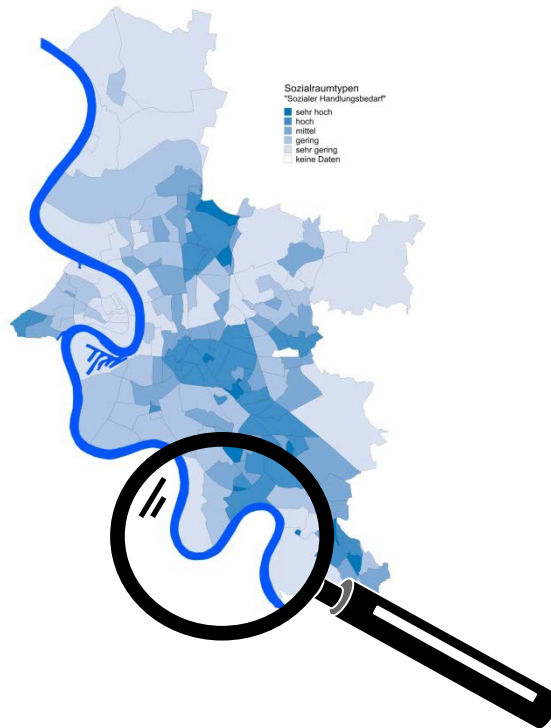 Sozialraumtypen
"Sozialer Handlungsbedarf"
sehr hoch
hoch
mittel
gering
sehr gering
keine Daten